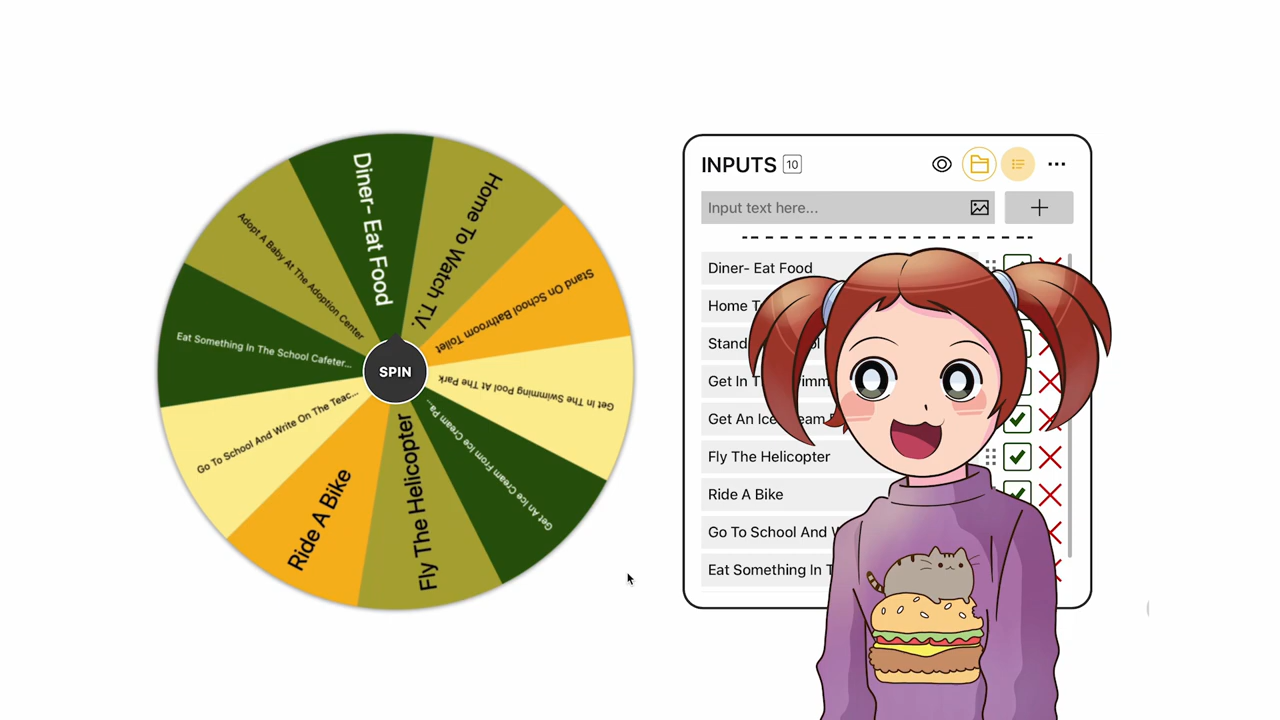 Diner- Eat Food
Home To Watch T.V.
Stand On School Bathroom Toilet
Get In The Swimming Pool At The Park
Get An Ice Cream From Ice Cream Pa...
Fly The Helicopter
Ride A Bike
Go To School And Write On The Teac...
Eat Something In The School Cafeter...
Adopt A Baby At The Adoption Center
SPIN
INPUTS 10
Input text here...
Diner- Eat Food
Home T
Stand
Get In T
Get An Ice
Fly The Helicopter
Ride A Bike
Go To School And W
Eat Something In T